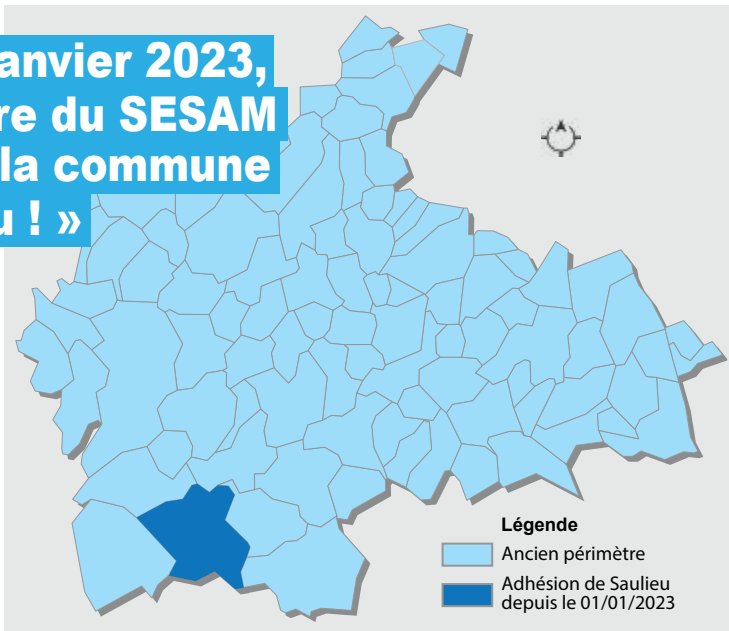 anvier 2023,
re du SESAM
la commune
u ! »
Légende
Ancien périmètre
Adhésion de Saulieu
depuis le 01/01/2023